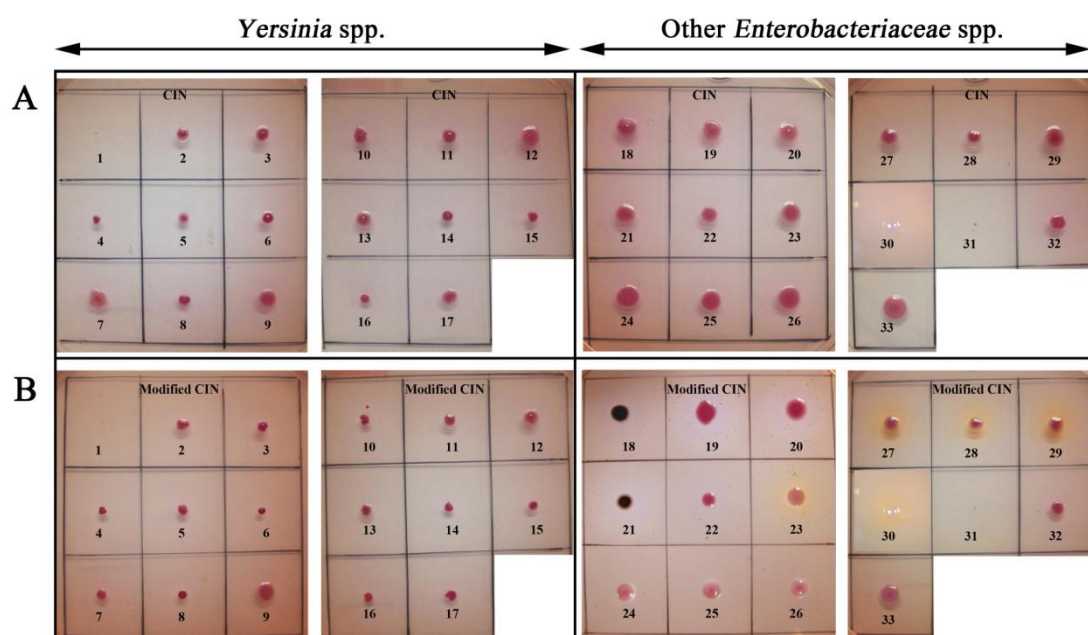 Yersinia spp.
Other Enterobacteriaceae spp.
A
CIN
1 2 3
4 5 6
7 8 9
CIN
10 11 12
13 14 15
16 17
CIN
18 19 20
21 22 23
24 25 26
CIN
27 28 29
30 31 32
33
B
Modified CIN
1 2 3
4 5 6
7 8 9
Modified CIN
10 11 12
13 14 15
16 17
Modified CIN
18 19 20
21 22 23
24 25 26
Modified CIN
27 28 29
30 31 32
33